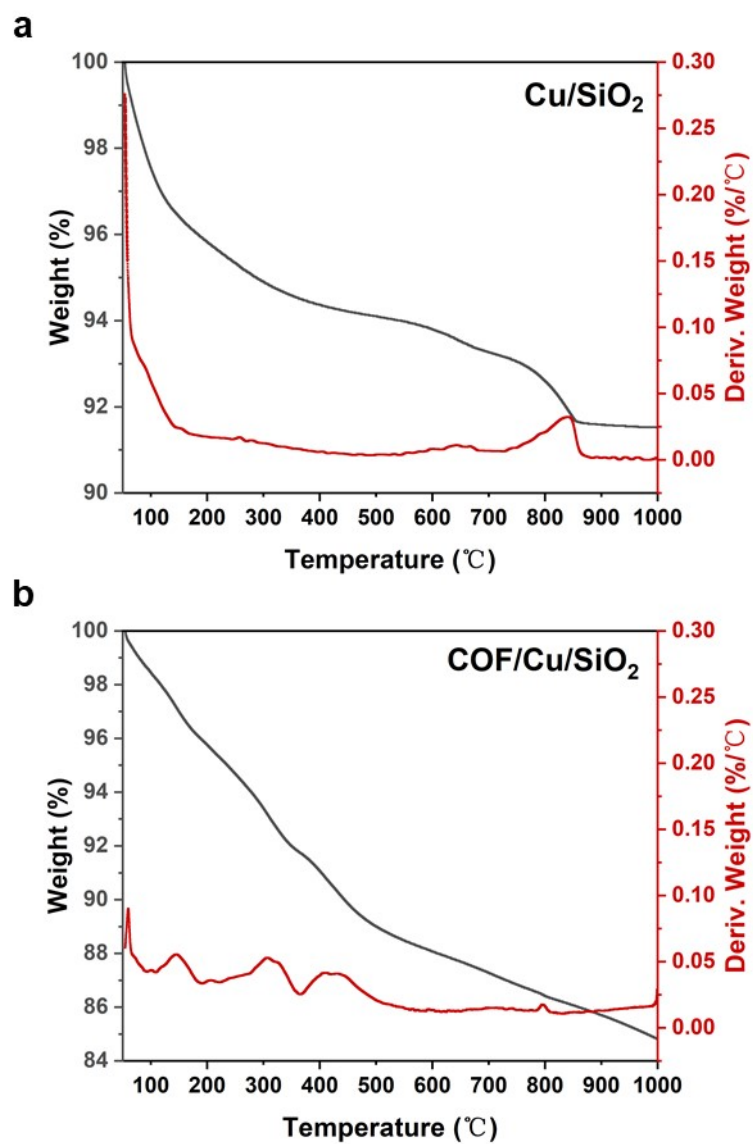 a
Cu/SiO₂
100
98
96
94
92
90
Weight (%)
0.30
0.25
0.20
0.15
0.10
0.05
0.00
Deriv. Weight (%/℃)
100 200 300 400 500 600 700 800 900 1000
Temperature (℃)
b
COF/Cu/SiO₂
100
98
96
94
92
90
88
86
84
Weight (%)
0.30
0.25
0.20
0.15
0.10
0.05
0.00
Deriv. Weight (%/℃)
100 200 300 400 500 600 700 800 900 1000
Temperature (℃)